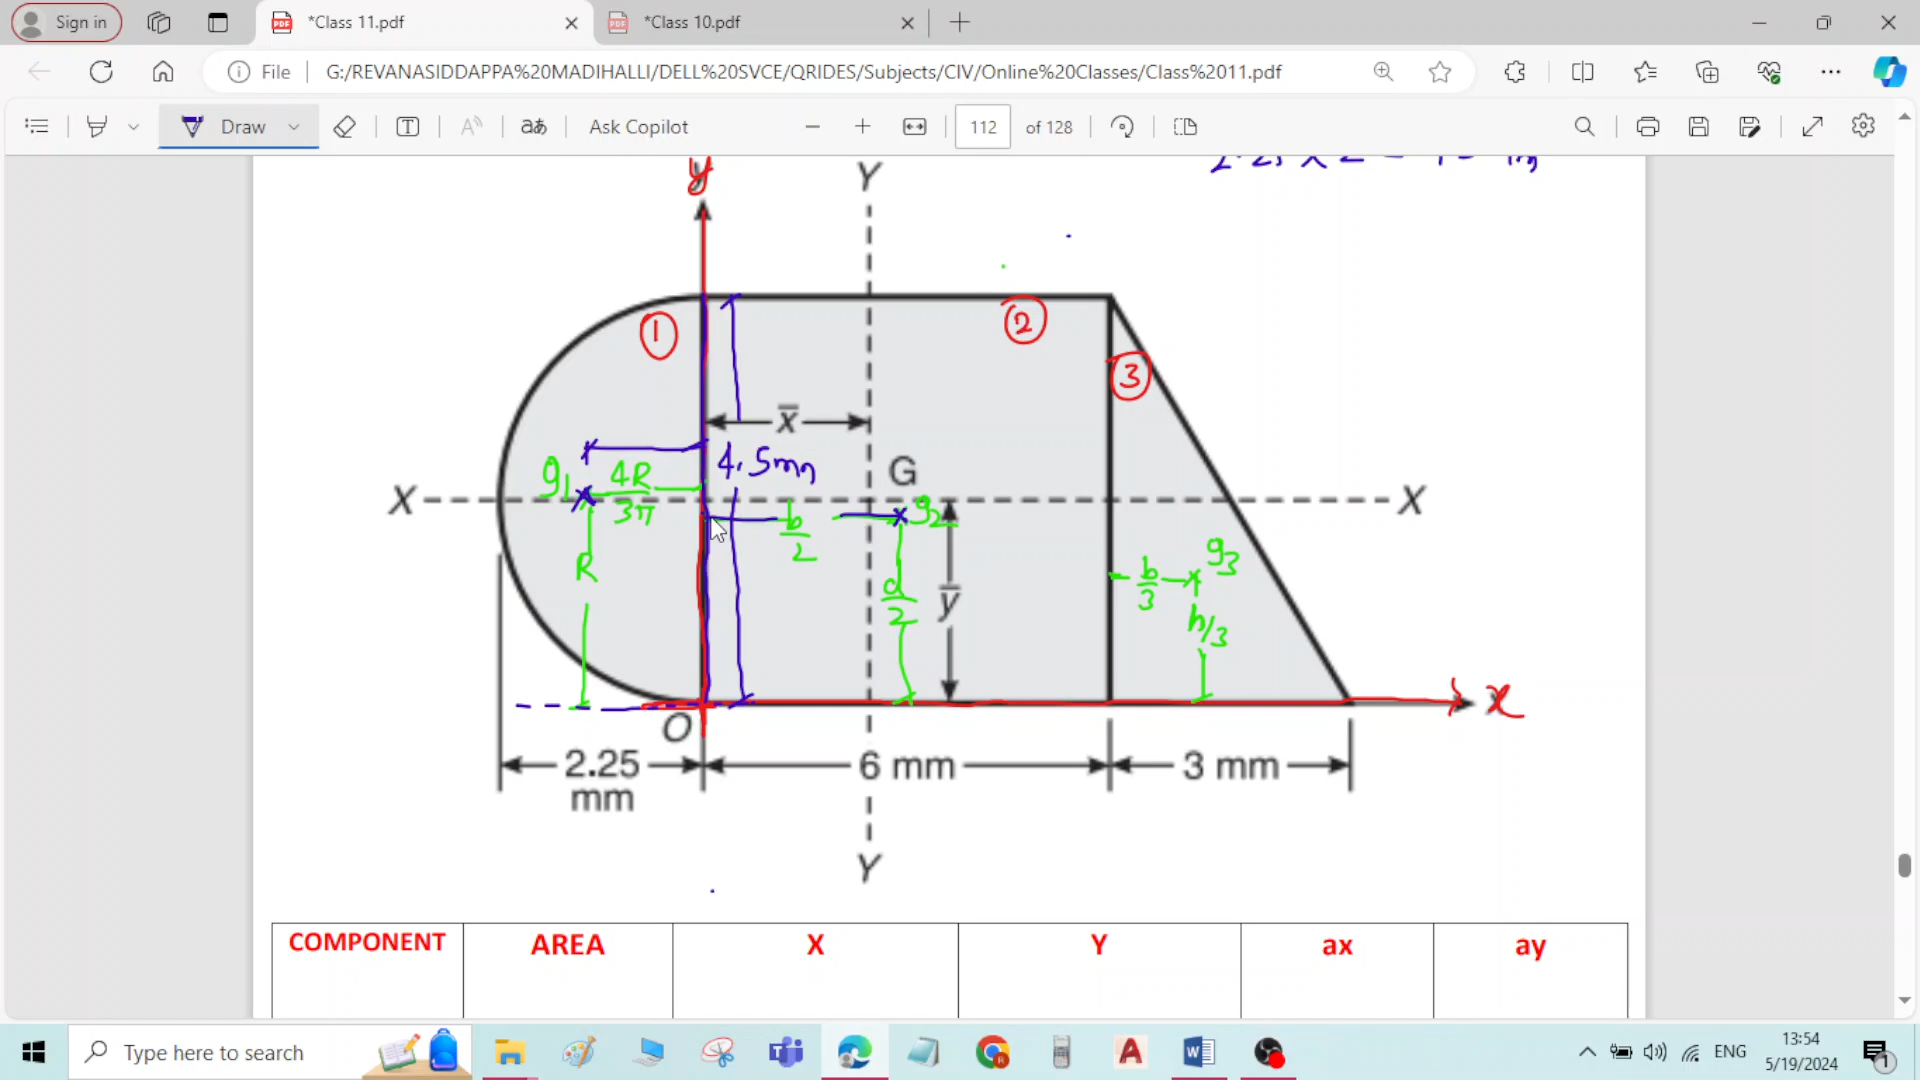 Sign in
*Class 11.pdf
*Class 10.pdf
File
G:/REVANASIDDAPPA%20MADIHALLI/DELL%20SVCE/QRIDES/Subjects/CIV/Online%20Classes/Class%2011.pdf
Draw
Ask Copilot
112
of 128
y
Y
1
2
3
x̄
4.5mm
g1
4R
3π
G
X
X
g2
b
2
R
g3
b
3
d
2
ȳ
h/3
x
O
2.25
mm
6 mm
3 mm
Y
COMPONENT
AREA
X
Y
ax
ay
Type here to search
ENG
13:54
5/19/2024
1